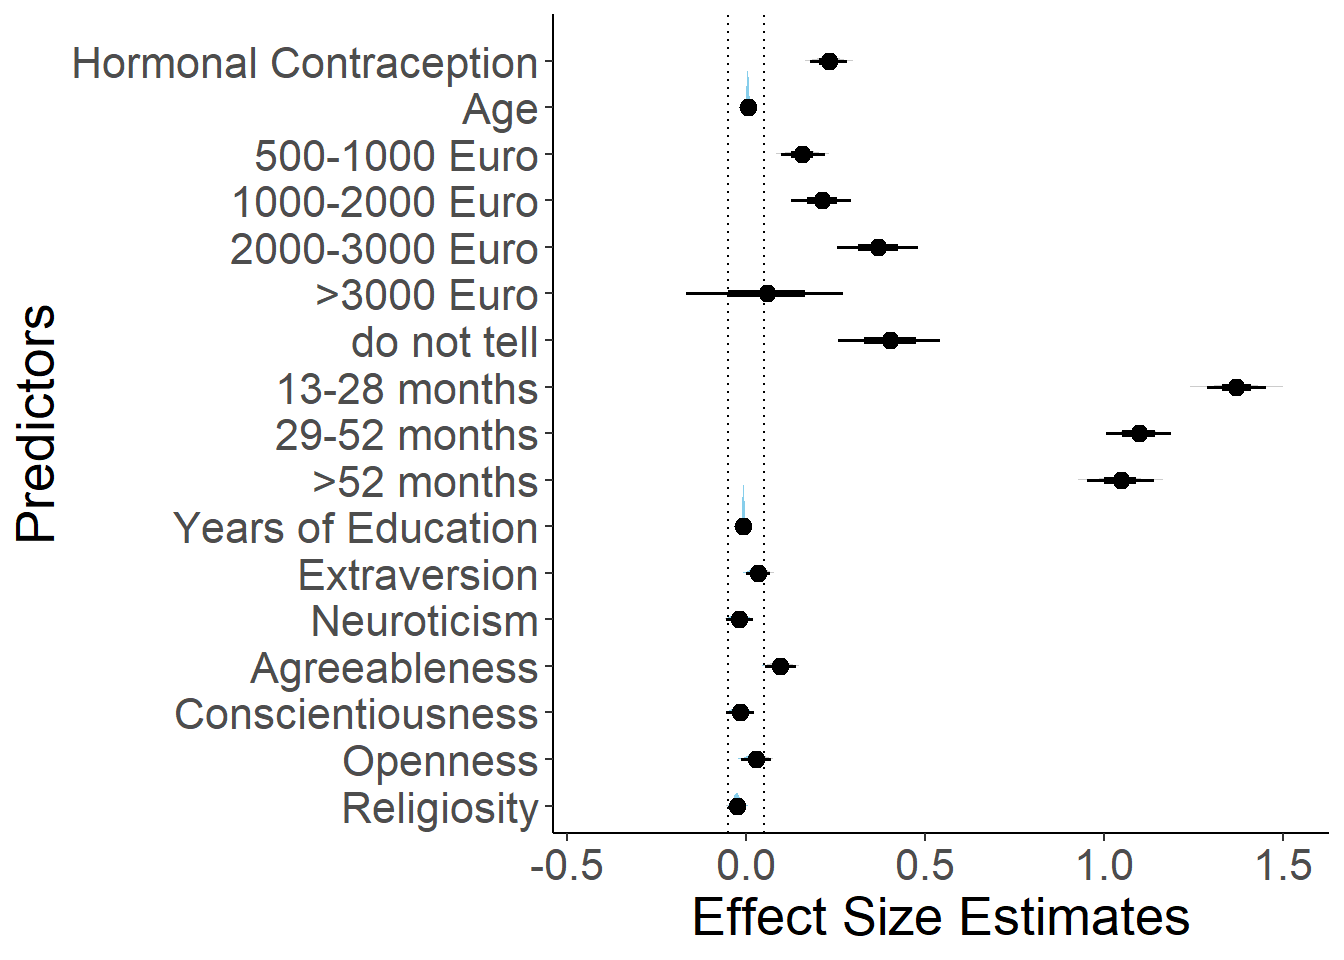 Predictors
Hormonal Contraception
Age
500-1000 Euro
1000-2000 Euro
2000-3000 Euro
>3000 Euro
do not tell
13-28 months
29-52 months
>52 months
Years of Education
Extraversion
Neuroticism
Agreeableness
Conscientiousness
Openness
Religiosity
-0.5 0.0 0.5 1.0 1.5
Effect Size Estimates